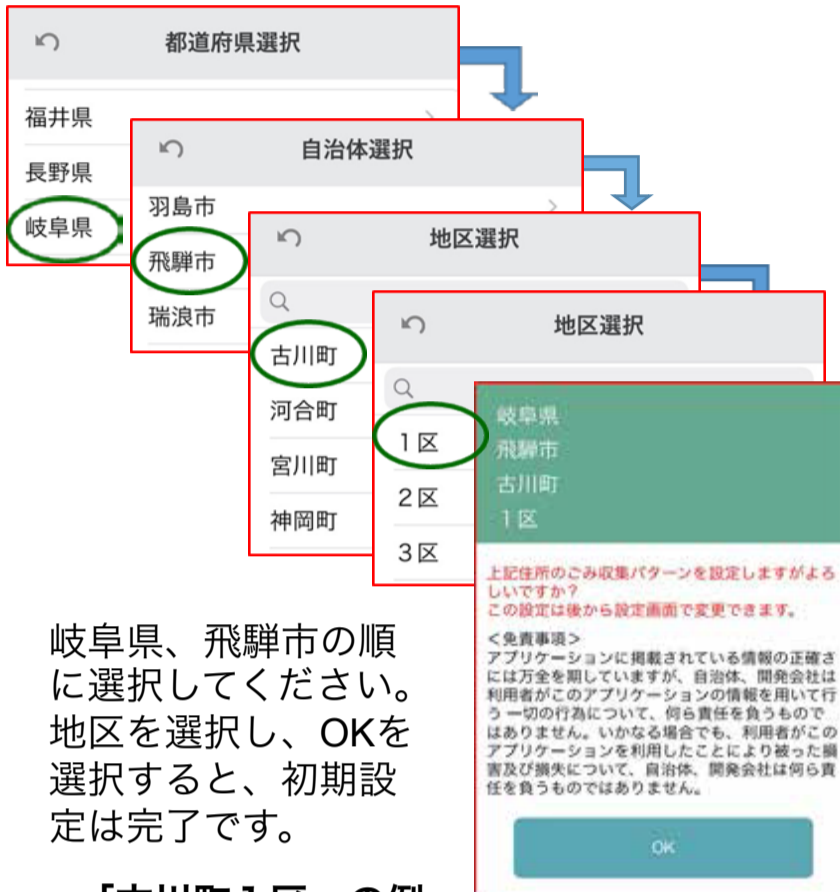 都道府県選択
福井県
長野県
岐阜県
自治体選択
羽島市
飛騨市
瑞浪市
地区選択
古川町
河合町
宮川町
神岡町
地区選択
1区
2区
3区
岐阜県
飛騨市
古川町
1区
上記住所のごみ収集パターンを設定しますがよろ
しいですか？
この設定は後から設定画面で変更できます。
＜免責事項＞
アプリケーションに掲載されている情報の正確さ
には万全を期していますが、自治体、開発会社は
利用者がこのアプリケーションの情報を用いて行
う一切の行為について、何ら責任を負うもので
はありません。いかなる場合でも、利用者がこの
アプリケーションを利用したことにより被った損
害及び損失について、自治体、開発会社は何ら責
任を負うものではありません。
OK
岐阜県、飛騨市の順
に選択してください。
地区を選択し、OKを
選択すると、初期設
定は完了です。
「古川町１区」の例